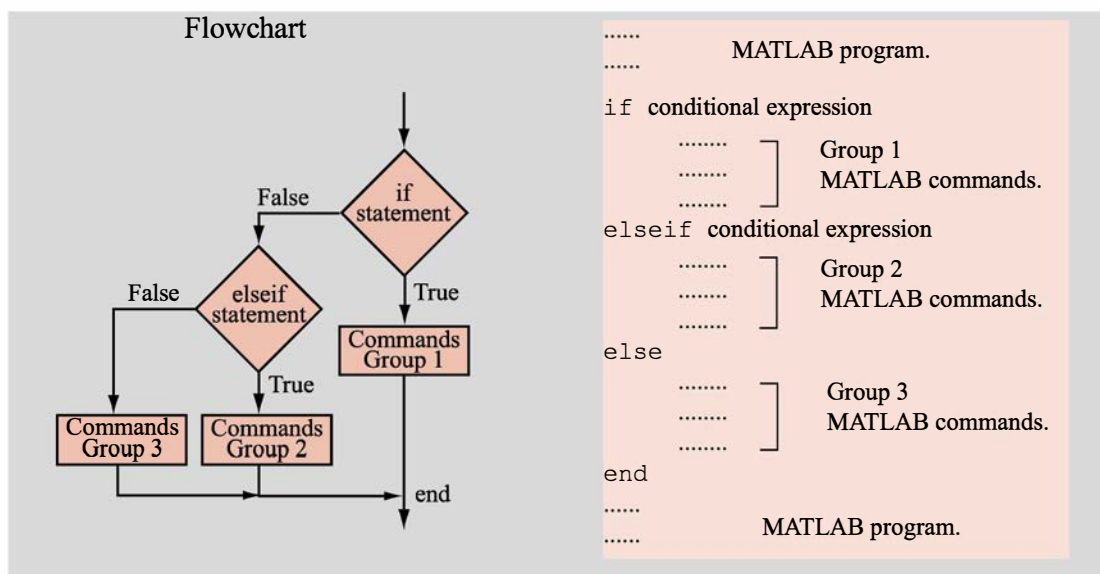 Flowchart
if
statement
False
True
elseif
statement
False
True
Commands
Group 1
Commands
Group 2
Commands
Group 3
end
......
......
MATLAB program.
if conditional expression
........
........
........
Group 1
MATLAB commands.
elseif conditional expression
........
........
........
Group 2
MATLAB commands.
else
........
........
........
Group 3
MATLAB commands.
end
......
......
MATLAB program.